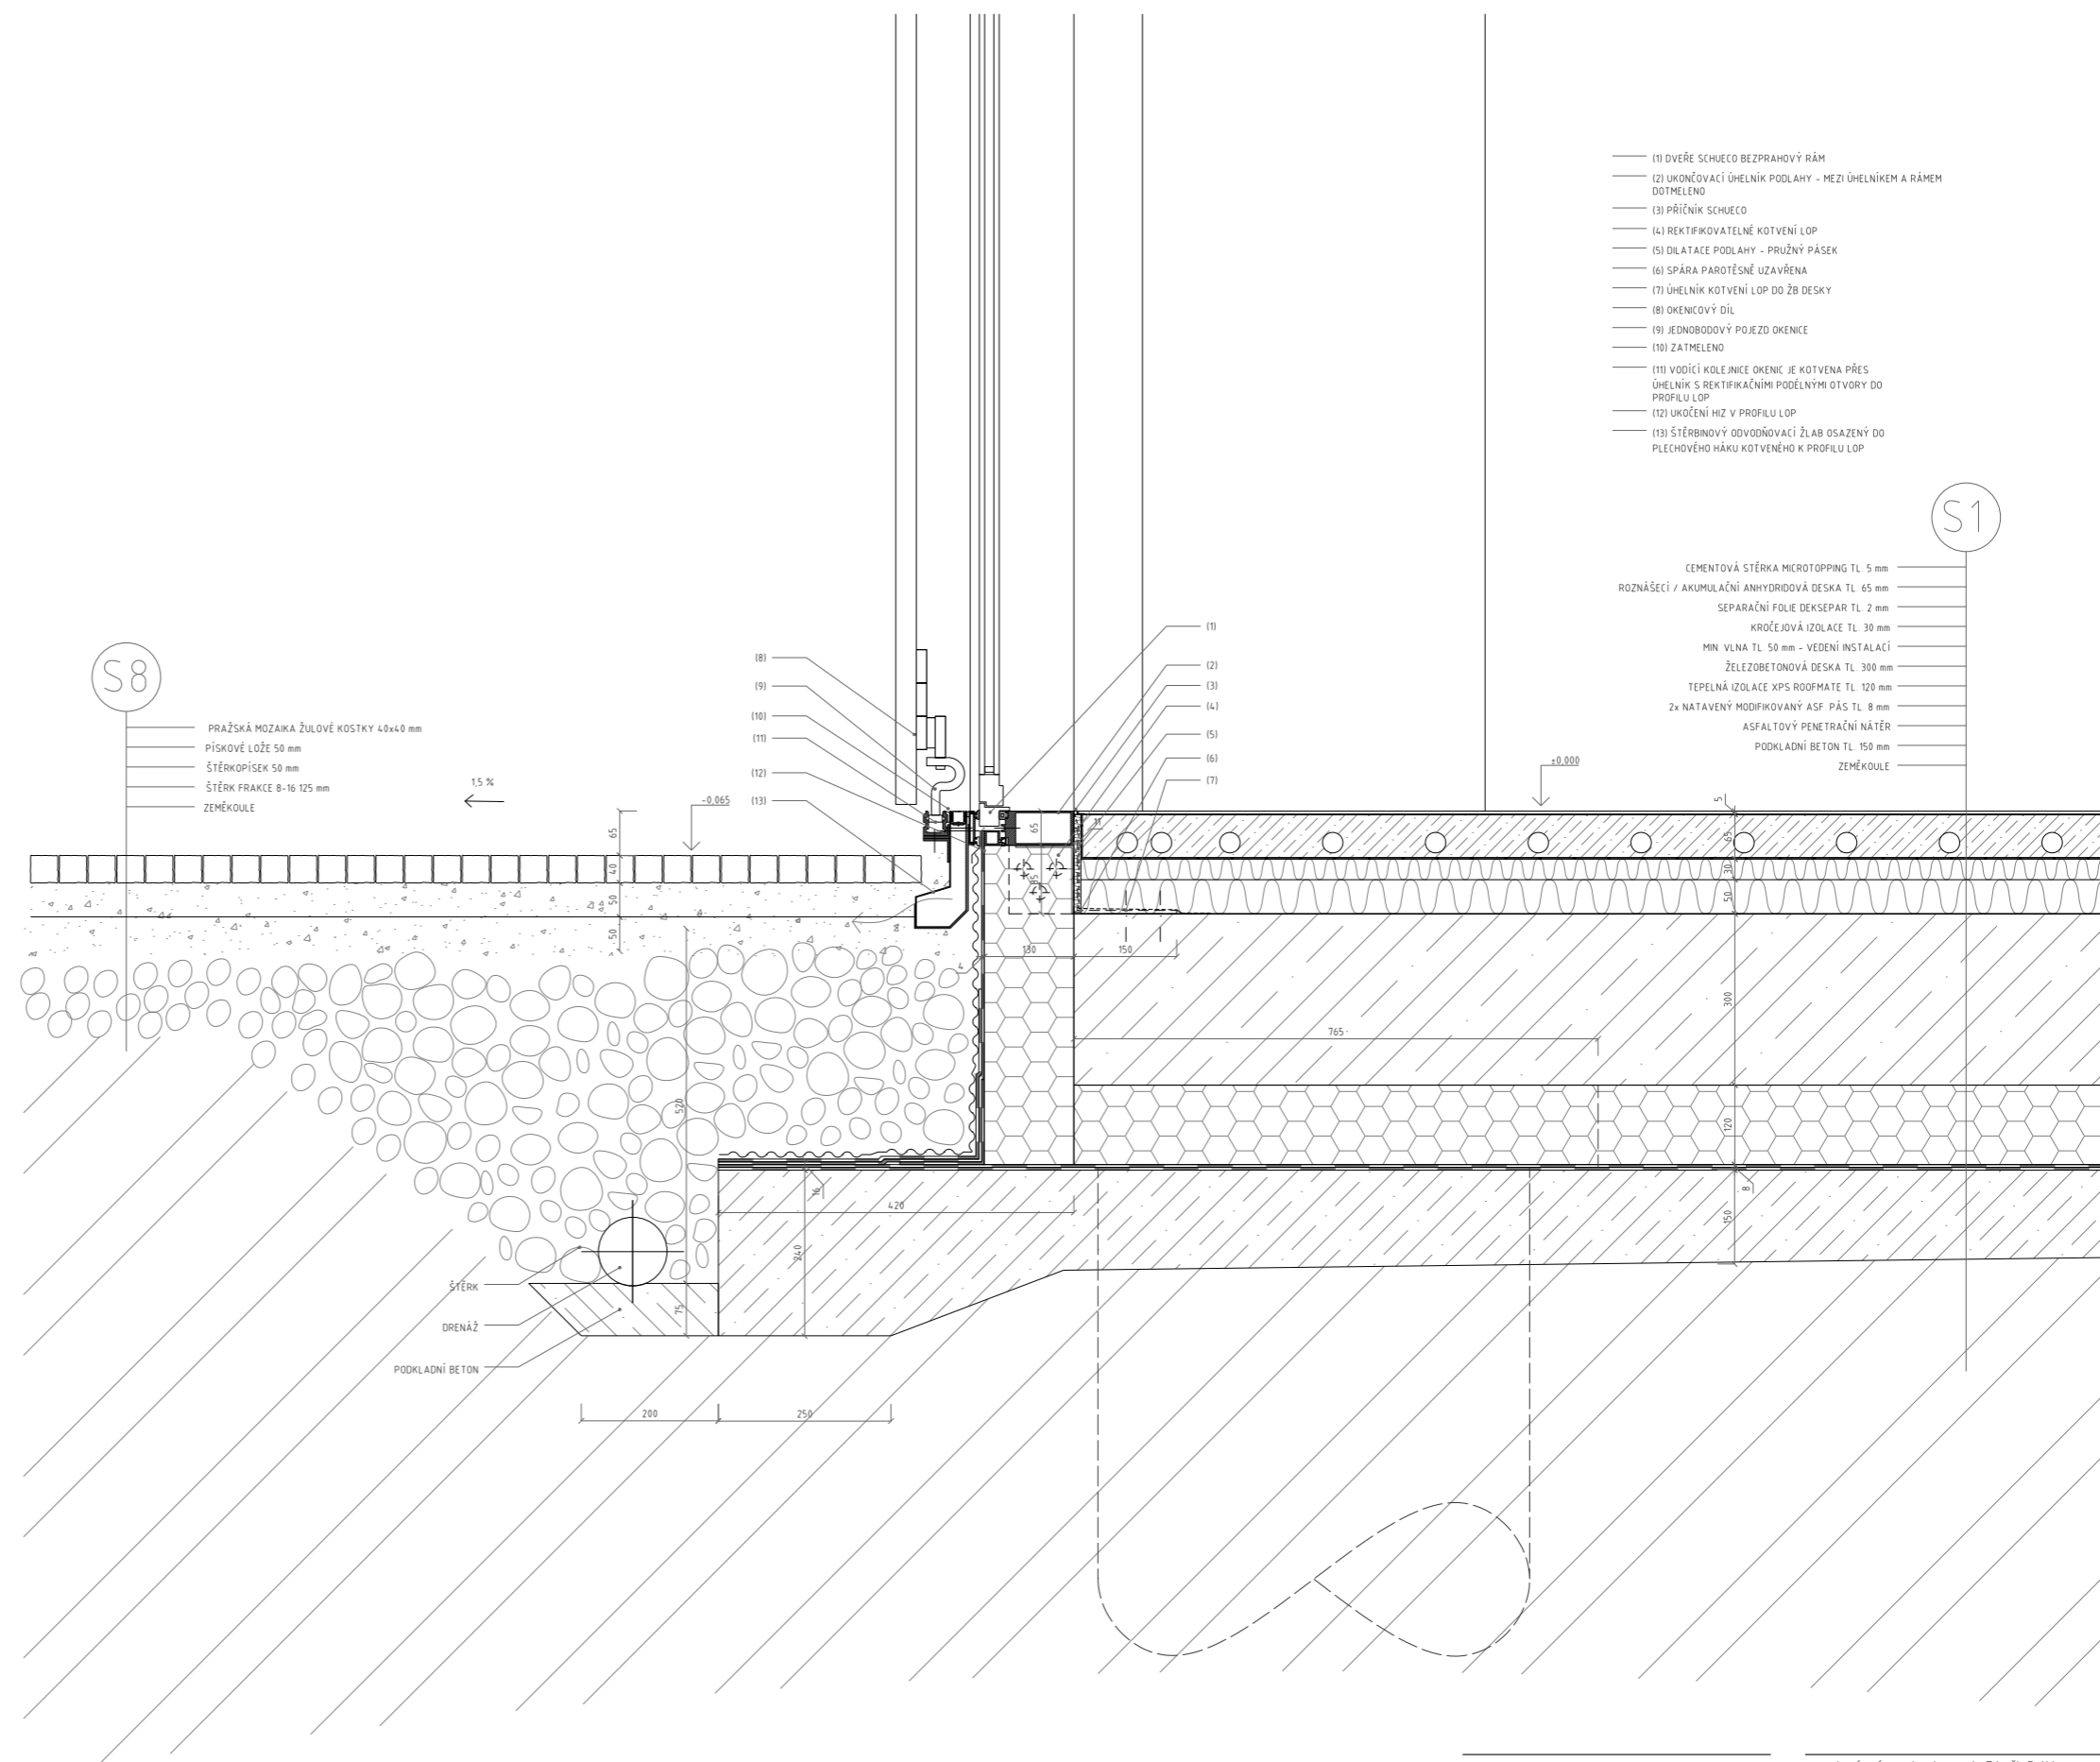 (1) DVEŘE SCHUECO BEZPRAHOVÝ RÁM
(2) UKONČOVACÍ ÚHELNÍK PODLAHY - MEZI ÚHELNÍKEM A RÁMEM
DOTMELENO
(3) PŘÍČNÍK SCHUECO
(4) REKTIFIKOVATELNÉ KOTVENÍ LOP
(5) DILATACE PODLAHY - PRUŽNÝ PÁSEK
(6) SPÁRA PAROTĚSNĚ UZAVŘENA
(7) ÚHELNÍK KOTVENÍ LOP DO ŽB DESKY
(8) OKENICOVÝ DÍL
(9) JEDNOBODOVÝ POJEZD OKENICE
(10) ZATMELENO
(11) VODÍCÍ KOLEJNICE OKENIC JE KOTVENA PŘES
ÚHELNÍK S REKTIFIKAČNÍMI PODÉLNÝMI OTVORY DO
PROFILU LOP
(12) UKOČENÍ HIZ V PROFILU LOP
(13) ŠTĚRBINOVÝ ODVODŇOVACÍ ŽLAB OSAZENÝ DO
PLECHOVÉHO HÁKU KOTVENÉHO K PROFILU LOP
S1
CEMENTOVÁ STĚRKA MICROTOPPING TL. 5 mm
ROZNÁŠECÍ / AKUMULAČNÍ ANHYDRIDOVÁ DESKA TL. 65 mm
SEPARAČNÍ FOLIE DEKSEPAR TL. 2 mm
KROČEJOVÁ IZOLACE TL. 30 mm
MIN. VLNA TL. 50 mm - VEDENÍ INSTALACÍ
ŽELEZOBETONOVÁ DESKA TL. 300 mm
TEPELNÁ IZOLACE XPS ROOFMATE TL. 120 mm
2x NATAVENÝ MODIFIKOVANÝ ASF. PÁS TL. 8 mm
ASFALTOVÝ PENETRAČNÍ NÁTĚR
PODKLADNÍ BETON TL. 150 mm
ZEMĚKOULE
S8
PRAŽSKÁ MOZAIKA ŽULOVÉ KOSTKY 40x40 mm
PÍSKOVÉ LOŽE 50 mm
ŠTĚRKOPÍSEK 50 mm
ŠTĚRK FRAKCE 8-16 125 mm
ZEMĚKOULE
1,5 %
-0,065
±0,000
(8)
(9)
(10)
(11)
(12)
(13)
(1)
(2)
(3)
(4)
(5)
(6)
(7)
65
40
50
50
65
85
11
130
150
4
765
520
75
16
420
240
5
65
30
50
300
120
8
150
ŠTĚRK
DRENÁŽ
PODKLADNÍ BETON
200
250